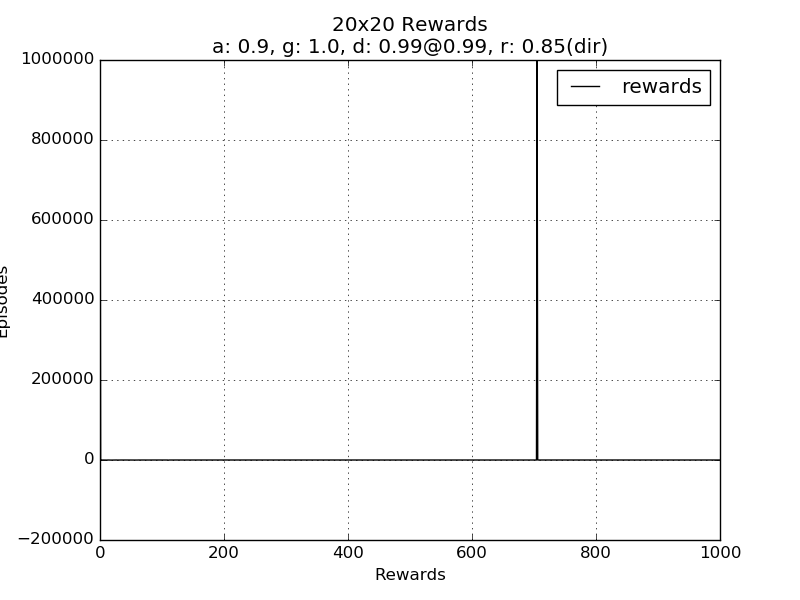 20x20 Rewards
a: 0.9, g: 1.0, d: 0.99@0.99, r: 0.85(dir)
1000000
800000
600000
400000
200000
0
−200000
Episodes
rewards
0 200 400 600 800 1000
Rewards